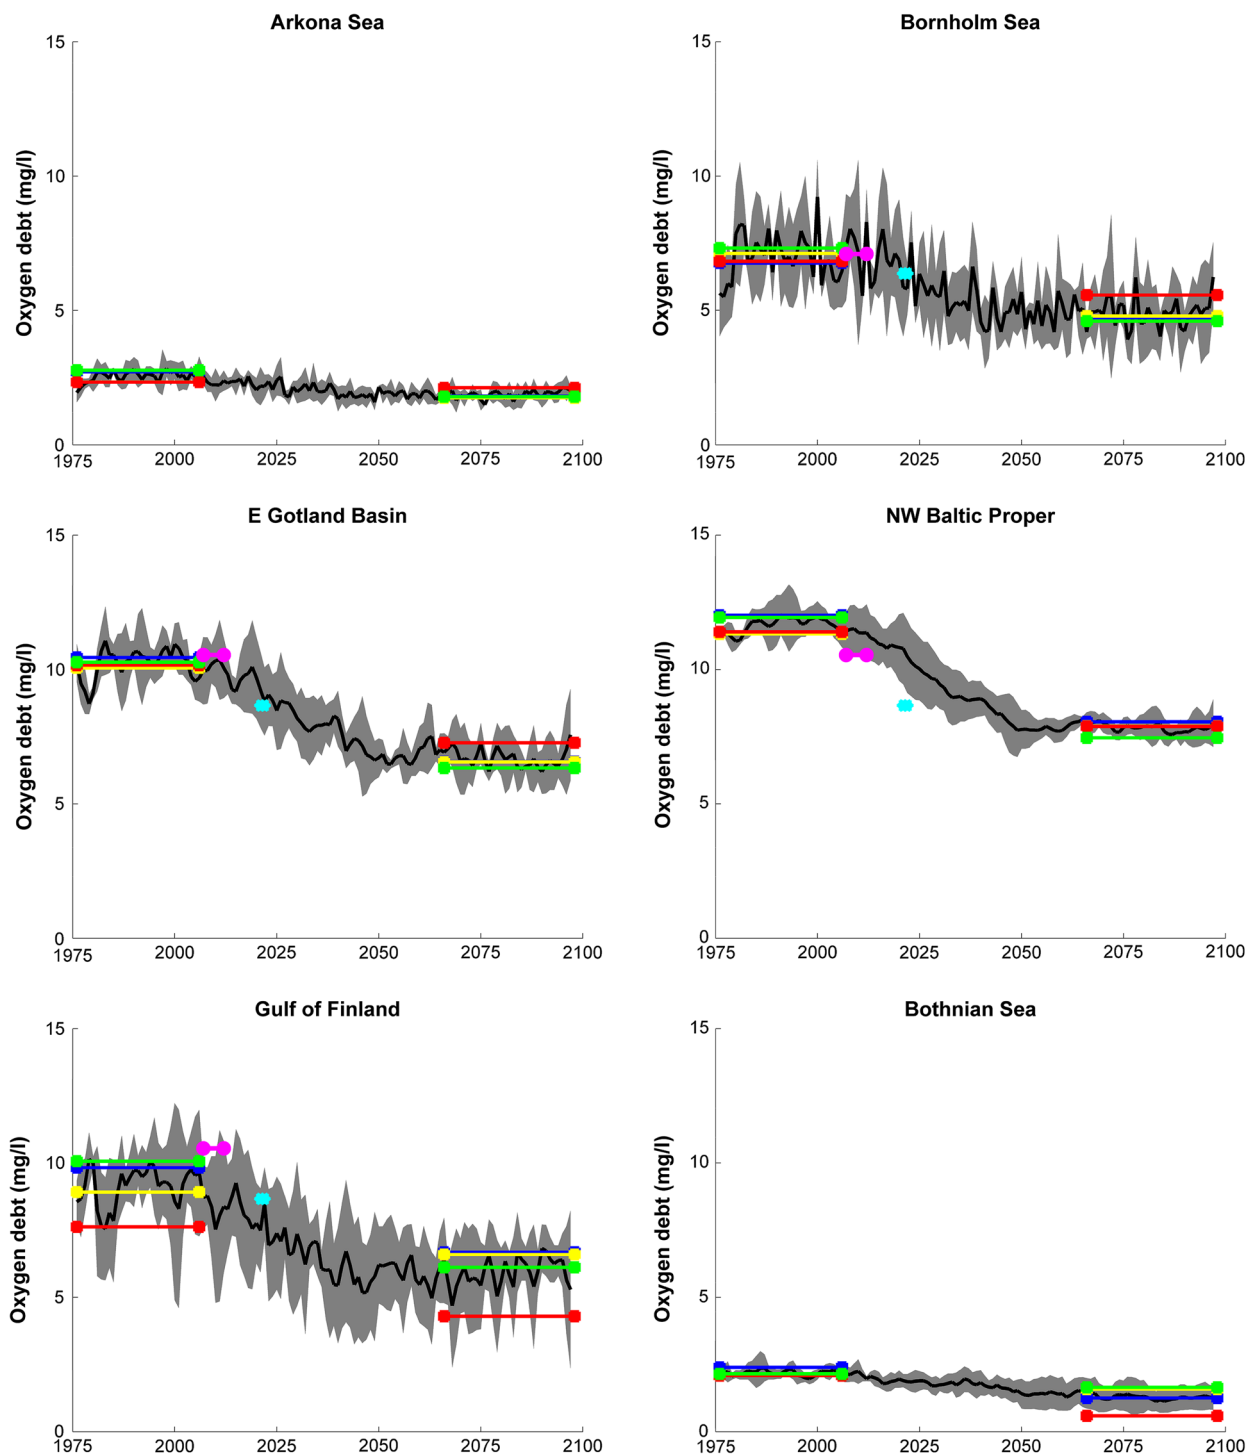 Arkona Sea
15
10
5
0
Oxygen debt (mg/l)
1975 2000 2025 2050 2075 2100
Bornholm Sea
15
10
5
0
Oxygen debt (mg/l)
1975 2000 2025 2050 2075 2100
E Gotland Basin
15
10
5
0
Oxygen debt (mg/l)
1975 2000 2025 2050 2075 2100
NW Baltic Proper
15
10
5
0
Oxygen debt (mg/l)
1975 2000 2025 2050 2075 2100
Gulf of Finland
15
10
5
0
Oxygen debt (mg/l)
1975 2000 2025 2050 2075 2100
Bothnian Sea
15
10
5
0
Oxygen debt (mg/l)
1975 2000 2025 2050 2075 2100